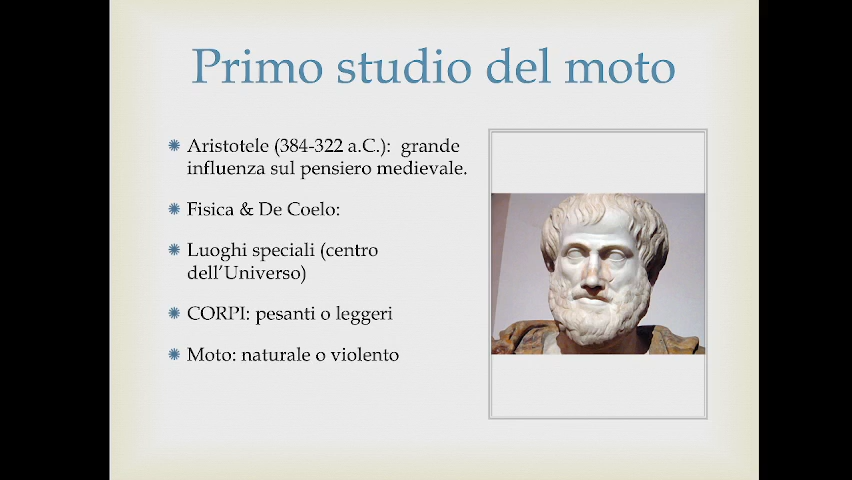 Primo studio del moto
Aristotele (384-322 a.C.):  grande
influenza sul pensiero medievale.
Fisica & De Coelo:
Luoghi speciali (centro
dell'Universo)
CORPI: pesanti o leggeri
Moto: naturale o violento